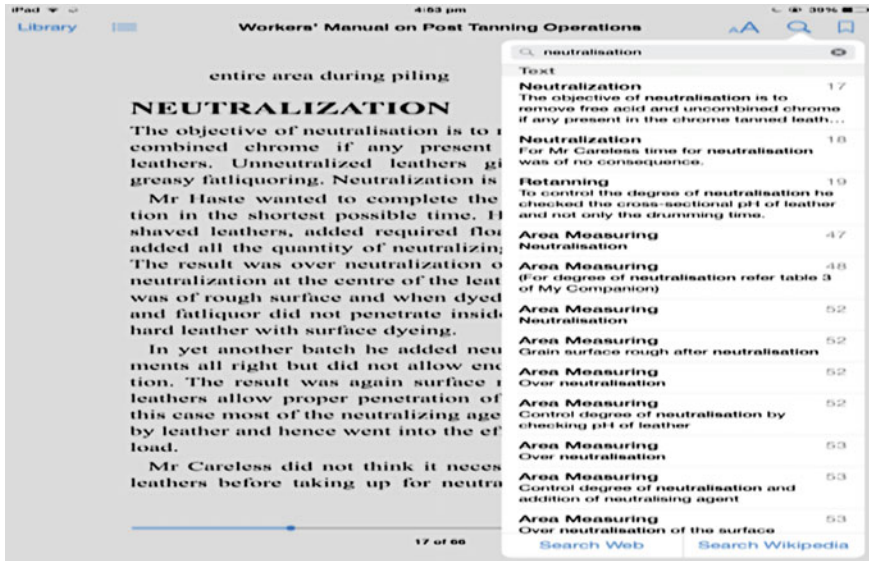 iPad
4:53 pm
39%
Library
Workers' Manual on Post Tanning Operations
AA
entire area during piling
NEUTRALIZATION
The objective of neutralisation is to
combined chrome if any present
leathers. Unneutralized leathers gi
greasy fatliquoring. Neutralization is
Mr Haste wanted to complete the
tion in the shortest possible time. H
shaved leathers, added required floa
added all the quantity of neutralizing
The result was over neutralization o
neutralization at the centre of the leat
was of rough surface and when dyed
and fatliquor did not penetrate insid
hard leather with surface dyeing.
In yet another batch he added neu
ments all right but did not allow eno
tion. The result was again surface
leathers allow proper penetration of
this case most of the neutralizing age
by leather and hence went into the ef
load.
Mr Careless did not think it neces
leathers before taking up for neutra
17 of 66
neutralisation
Text
Neutralization 17
The objective of neutralisation is to
remove free acid and uncombined chrome
if any present in the chrome tanned leath...
Neutralization 18
For Mr Careless time for neutralisation
was of no consequence.
Retanning 19
To control the degree of neutralisation he
checked the cross-sectional pH of leather
and not only the drumming time.
Area Measuring 47
Neutralisation
Area Measuring 48
(For degree of neutralisation refer table 3
of My Companion)
Area Measuring 52
Neutralisation
Area Measuring 52
Grain surface rough after neutralisation
Area Measuring 52
Over neutralisation
Area Measuring 52
Control degree of neutralisation by
checking pH of leather
Area Measuring 53
Over neutralisation
Area Measuring 53
Control degree of neutralisation and
addition of neutralising agent
Area Measuring 53
Over neutralisation of the surface
Search Web
Search Wikipedia